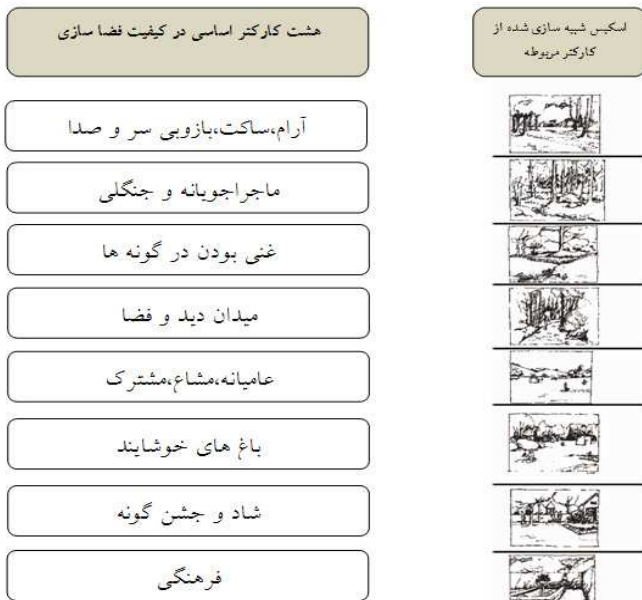 هشت کارکتر اساسی در کیفیت فضا سازی
اسکیس شبیه سازی شده از
کارکتر مربوطه
آرام،ساکت،بازوبی سر و صدا
ماجراجویانه و جنگلی
غنی بودن در گونه ها
میدان دید و فضا
عامیانه،مشاع،مشترک
باغ های خوشایند
شاد و جشن گونه
فرهنگی